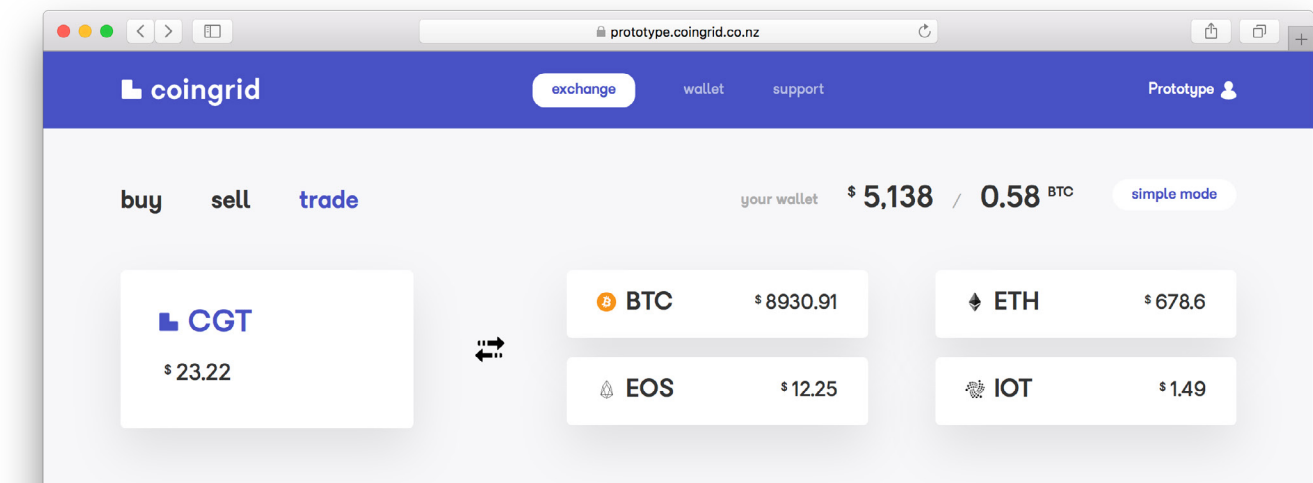 prototype.coingrid.co.nz
coingrid exchange wallet support Prototype
buy sell trade your wallet $ 5,138 / 0.58 BTC simple mode
CGT
$ 23.22
BTC $ 8930.91
ETH $ 678.6
EOS $ 12.25
IOT $ 1.49